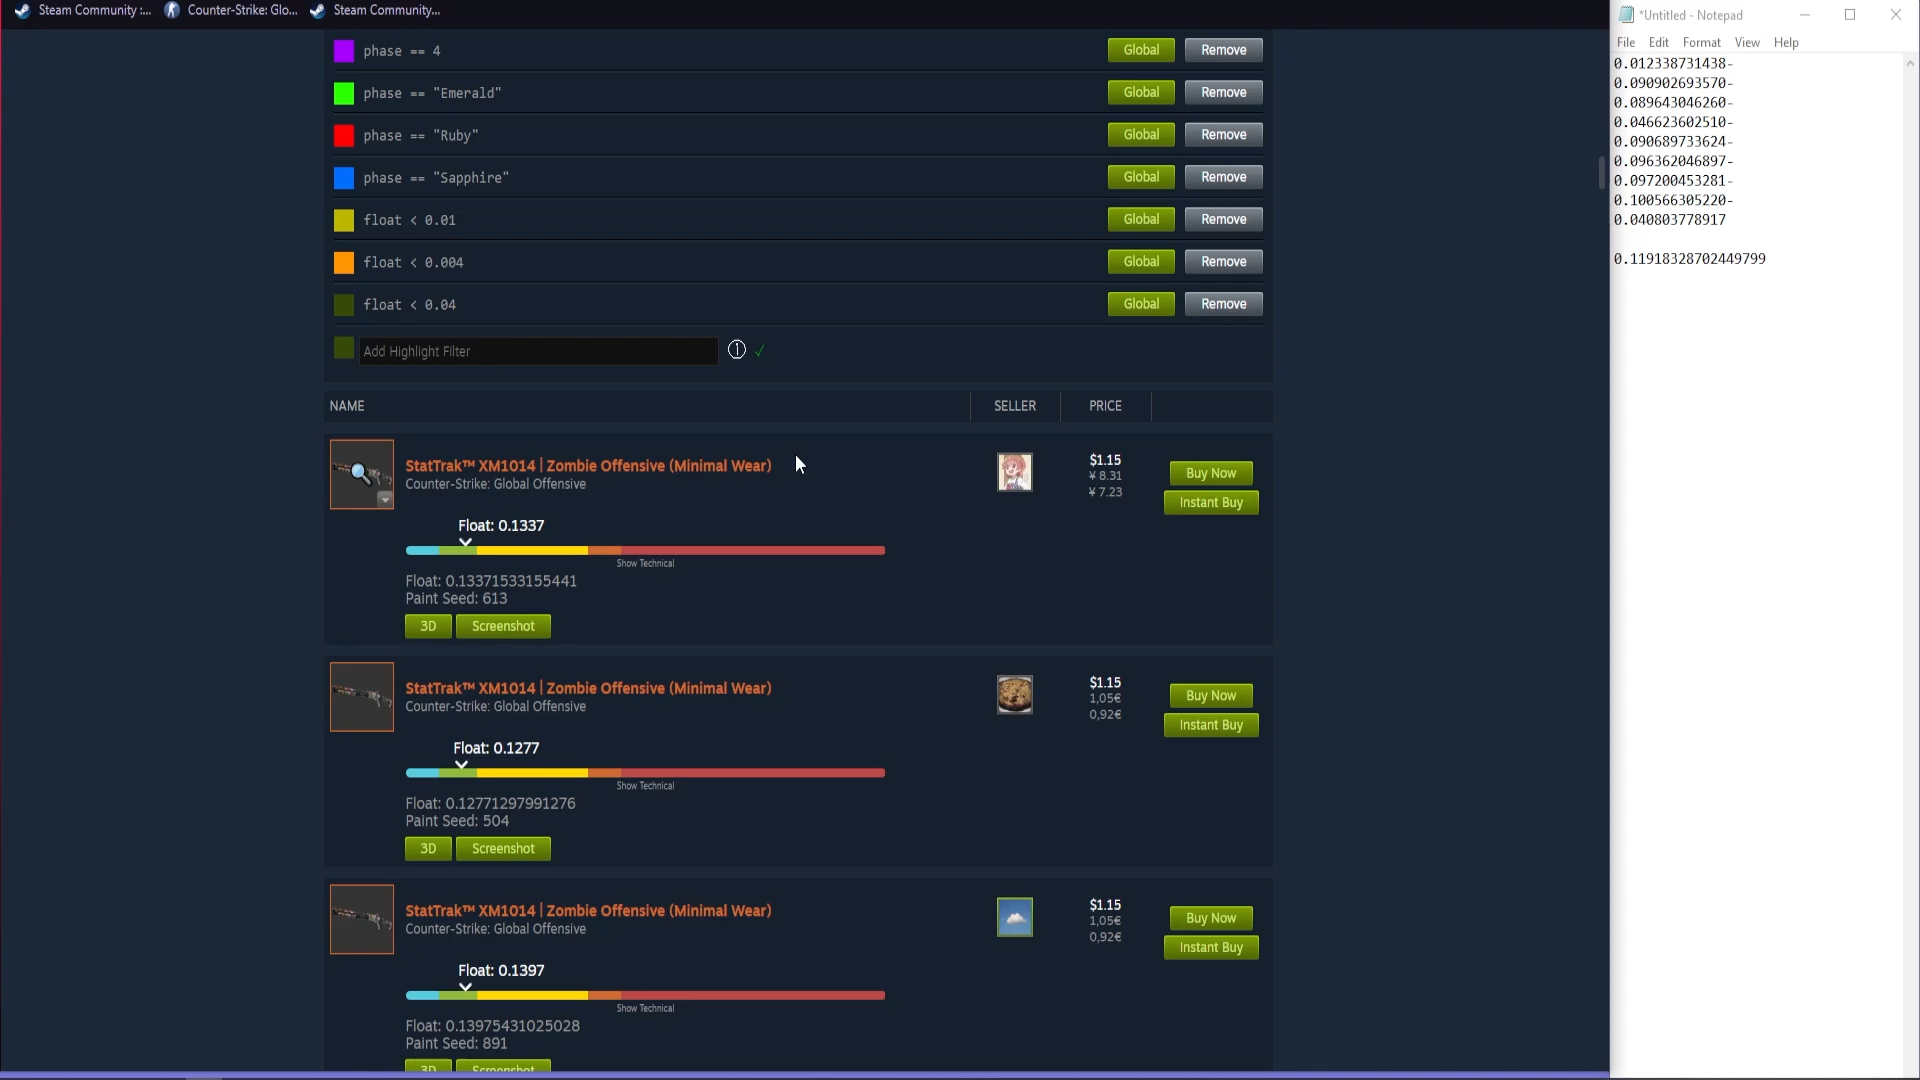 Steam Community :... Counter-Strike: Glo... Steam Community...
phase == 4 Global Remove
phase == "Emerald" Global Remove
phase == "Ruby" Global Remove
phase == "Sapphire" Global Remove
float < 0.01 Global Remove
float < 0.004 Global Remove
float < 0.04 Global Remove
Add Highlight Filter
NAME SELLER PRICE
StatTrak™ XM1014 | Zombie Offensive (Minimal Wear)
Counter-Strike: Global Offensive
$1.15
¥ 8.31
¥ 7.23
Buy Now
Instant Buy
Float: 0.1337
Show Technical
Float: 0.13371533155441
Paint Seed: 613
3D Screenshot
StatTrak™ XM1014 | Zombie Offensive (Minimal Wear)
Counter-Strike: Global Offensive
$1.15
1,05€
0,92€
Buy Now
Instant Buy
Float: 0.1277
Show Technical
Float: 0.12771297991276
Paint Seed: 504
3D Screenshot
StatTrak™ XM1014 | Zombie Offensive (Minimal Wear)
Counter-Strike: Global Offensive
$1.15
1,05€
0,92€
Buy Now
Instant Buy
Float: 0.1397
Show Technical
Float: 0.13975431025028
Paint Seed: 891
3D Screenshot
*Untitled - Notepad
File Edit Format View Help
0.012338731438-
0.090902693570-
0.089643046260-
0.046623602510-
0.090689733624-
0.096362046897-
0.097200453281-
0.100566305220-
0.040803778917
0.11918328702449799